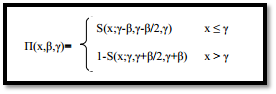 S(x;γ-β,γ-β/2,γ) x ≤ γ
Π(x,β,γ)=
1-S(x;γ,γ+β/2,γ+β) x > γ